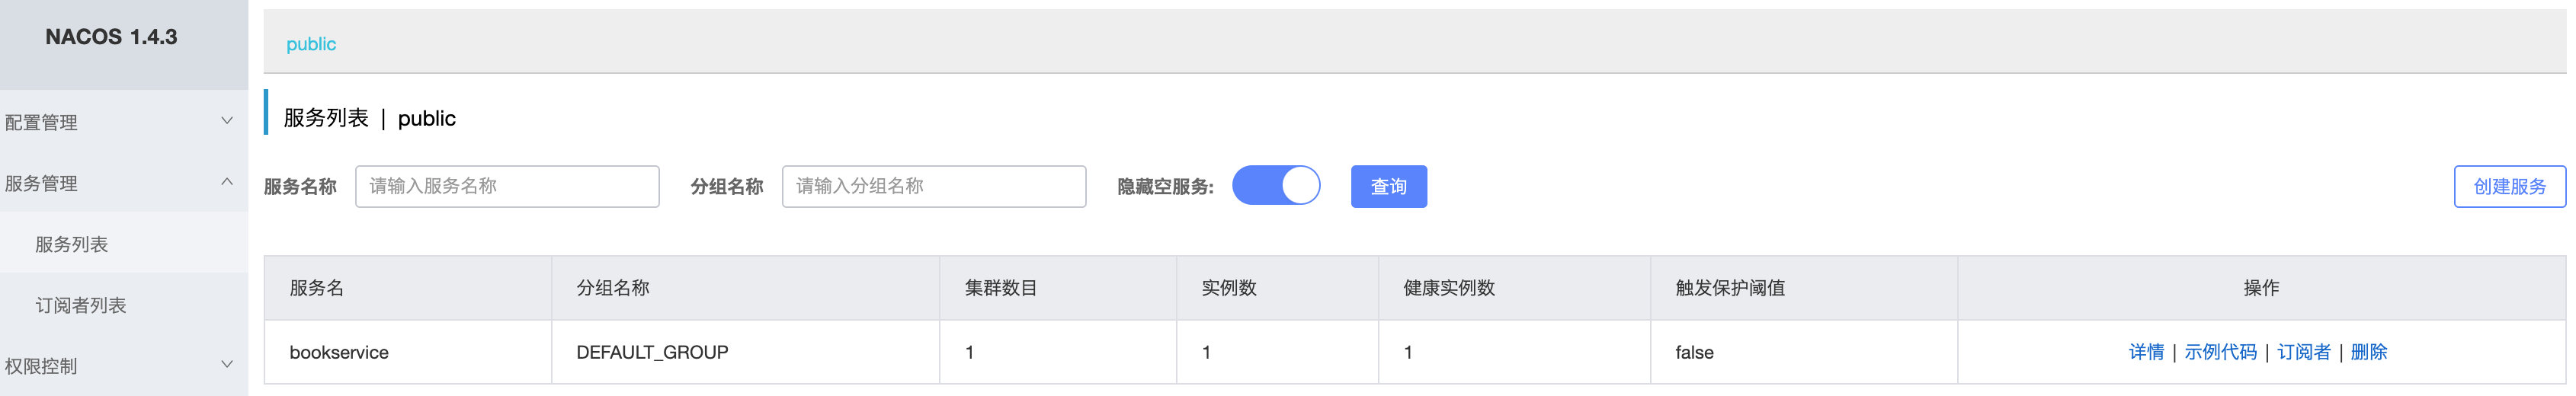 NACOS 1.4.3
配置管理
服务管理
服务列表
订阅者列表
权限控制
public
服务列表 | public
服务名称 请输入服务名称 分组名称 请输入分组名称 隐藏空服务: 查询 创建服务
服务名 分组名称 集群数目 实例数 健康实例数 触发保护阈值 操作
bookservice DEFAULT_GROUP 1 1 1 false 详情 | 示例代码 | 订阅者 | 删除